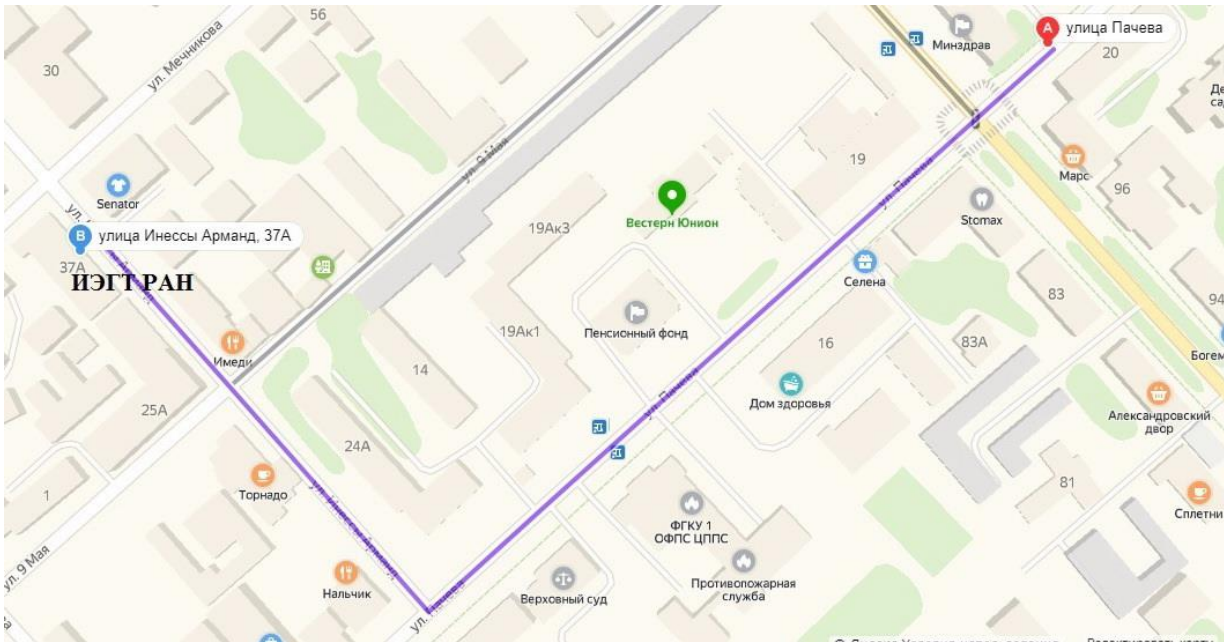 56
улица Пачева
Минздрав
20
30
ул. Мечникова
Senator
ул. 9 Мая
19
ул. Пачева
Марс
96
Stomax
19Ак3
Вестерн Юнион
улица Инессы Арманд, 37А
37А
ИЭГТ РАН
Селена
83
94
Пенсионный фонд
19Ак1
16
83А
Имеди
14
Дом здоровья
ул. Пачева
25А
Александровский
двор
24А
81
Торнадо
1
ул. Инессы Арманд
Сплетни
ФГКУ 1
ОФПС ЦППС
ул. 9 Мая
Нальчик
Верховный суд
Противопожарная
служба
ул. Пачева
A
B